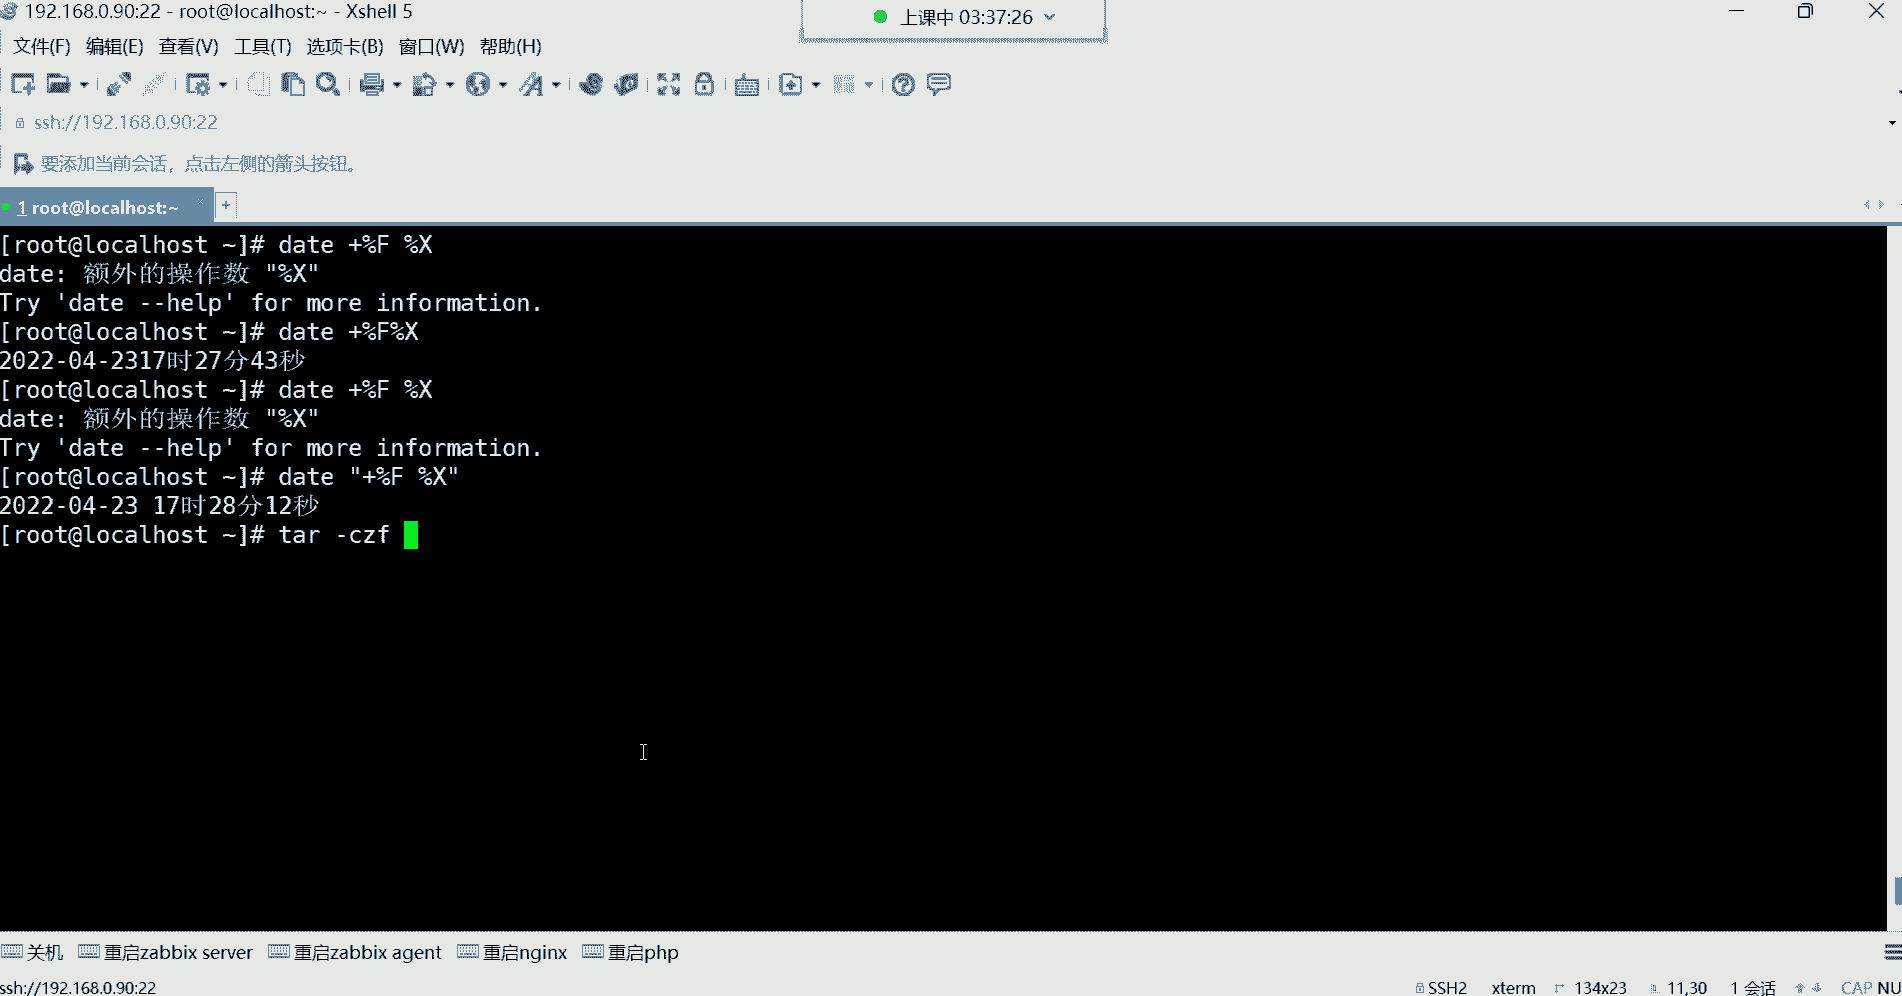 192.168.0.90:22 - root@localhost:~ - Xshell 5
上课中 03:37:26
文件(F) 编辑(E) 查看(V) 工具(T) 选项卡(B) 窗口(W) 帮助(H)
ssh://192.168.0.90:22
要添加当前会话，点击左侧的箭头按钮。
1 root@localhost:~ × +
[root@localhost ~]# date +%F %X
date: 额外的操作数 "%X"
Try 'date --help' for more information.
[root@localhost ~]# date +%F%X
2022-04-2317时27分43秒
[root@localhost ~]# date +%F %X
date: 额外的操作数 "%X"
Try 'date --help' for more information.
[root@localhost ~]# date "+%F %X"
2022-04-23 17时28分12秒
[root@localhost ~]# tar -czf
关机 重启zabbix server 重启zabbix agent 重启nginx 重启php
ssh://192.168.0.90:22 SSH2 xterm 134x23 11,30 1 会话 CAP NU